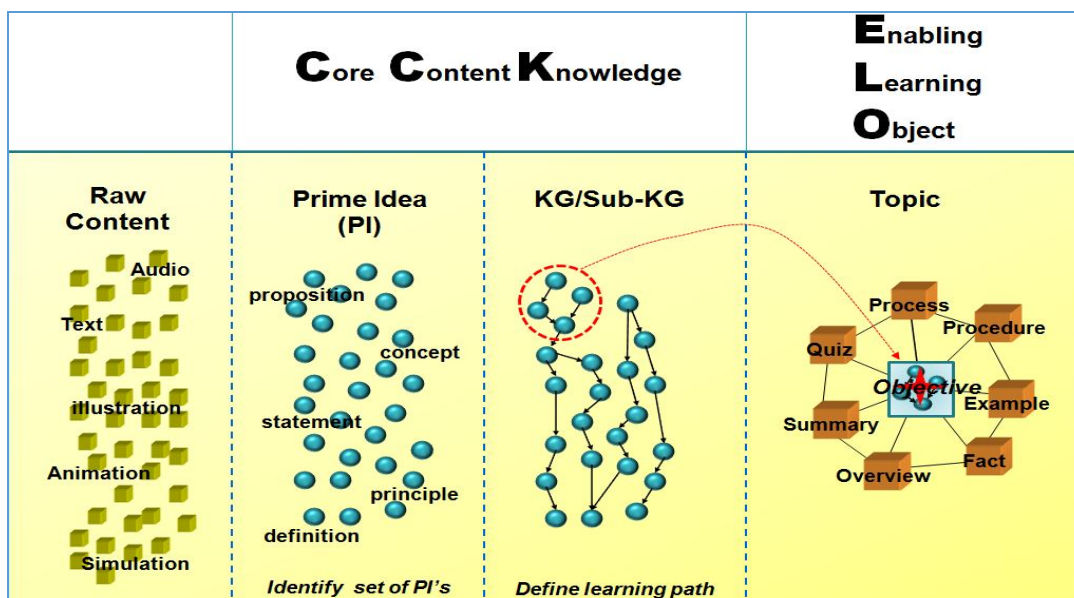 Core Content Knowledge
Enabling
Learning
Object
Raw
Content
Audio
Text
illustration
Animation
Simulation
Prime Idea
(PI)
proposition
concept
statement
principle
definition
Identify set of PI's
KG/Sub-KG
Define learning path
Topic
Process
Procedure
Quiz
Objective
Example
Summary
Fact
Overview